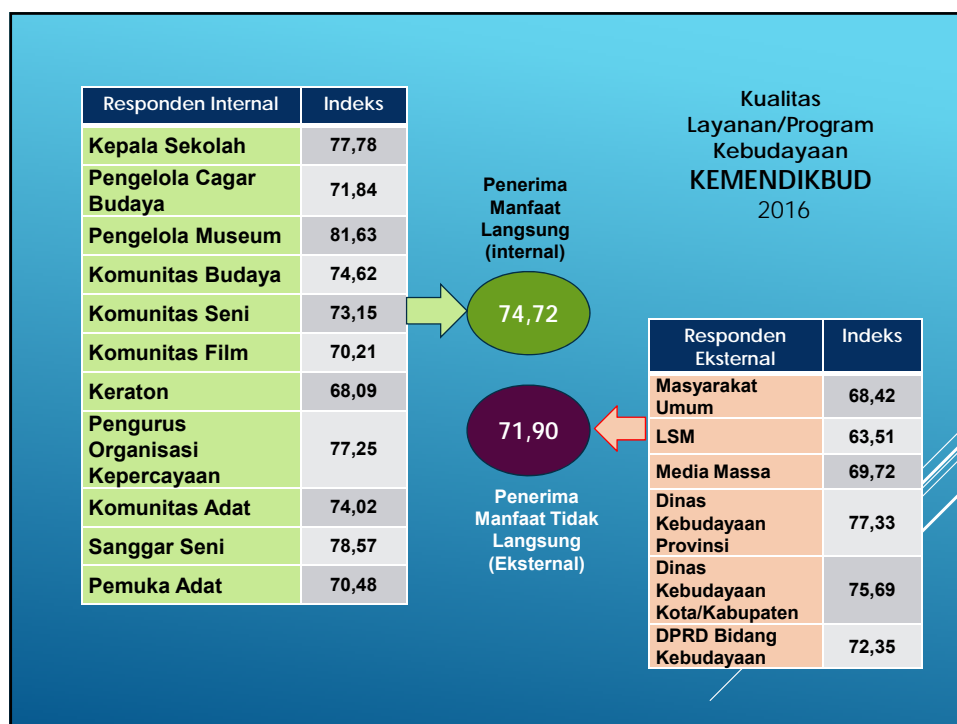 Responden Internal Indeks
Kepala Sekolah 77,78
Pengelola Cagar
Budaya 71,84
Pengelola Museum 81,63
Komunitas Budaya 74,62
Komunitas Seni 73,15
Komunitas Film 70,21
Keraton 68,09
Pengurus
Organisasi
Kepercayaan 77,25
Komunitas Adat 74,02
Sanggar Seni 78,57
Pemuka Adat 70,48
Penerima
Manfaat
Langsung
(internal)
74,72
71,90
Penerima
Manfaat Tidak
Langsung
(Eksternal)
Kualitas
Layanan/Program
Kebudayaan
KEMENDIKBUD
2016
Responden
Eksternal Indeks
Masyarakat
Umum 68,42
LSM 63,51
Media Massa 69,72
Dinas
Kebudayaan
Provinsi 77,33
Dinas
Kebudayaan
Kota/Kabupaten 75,69
DPRD Bidang
Kebudayaan 72,35